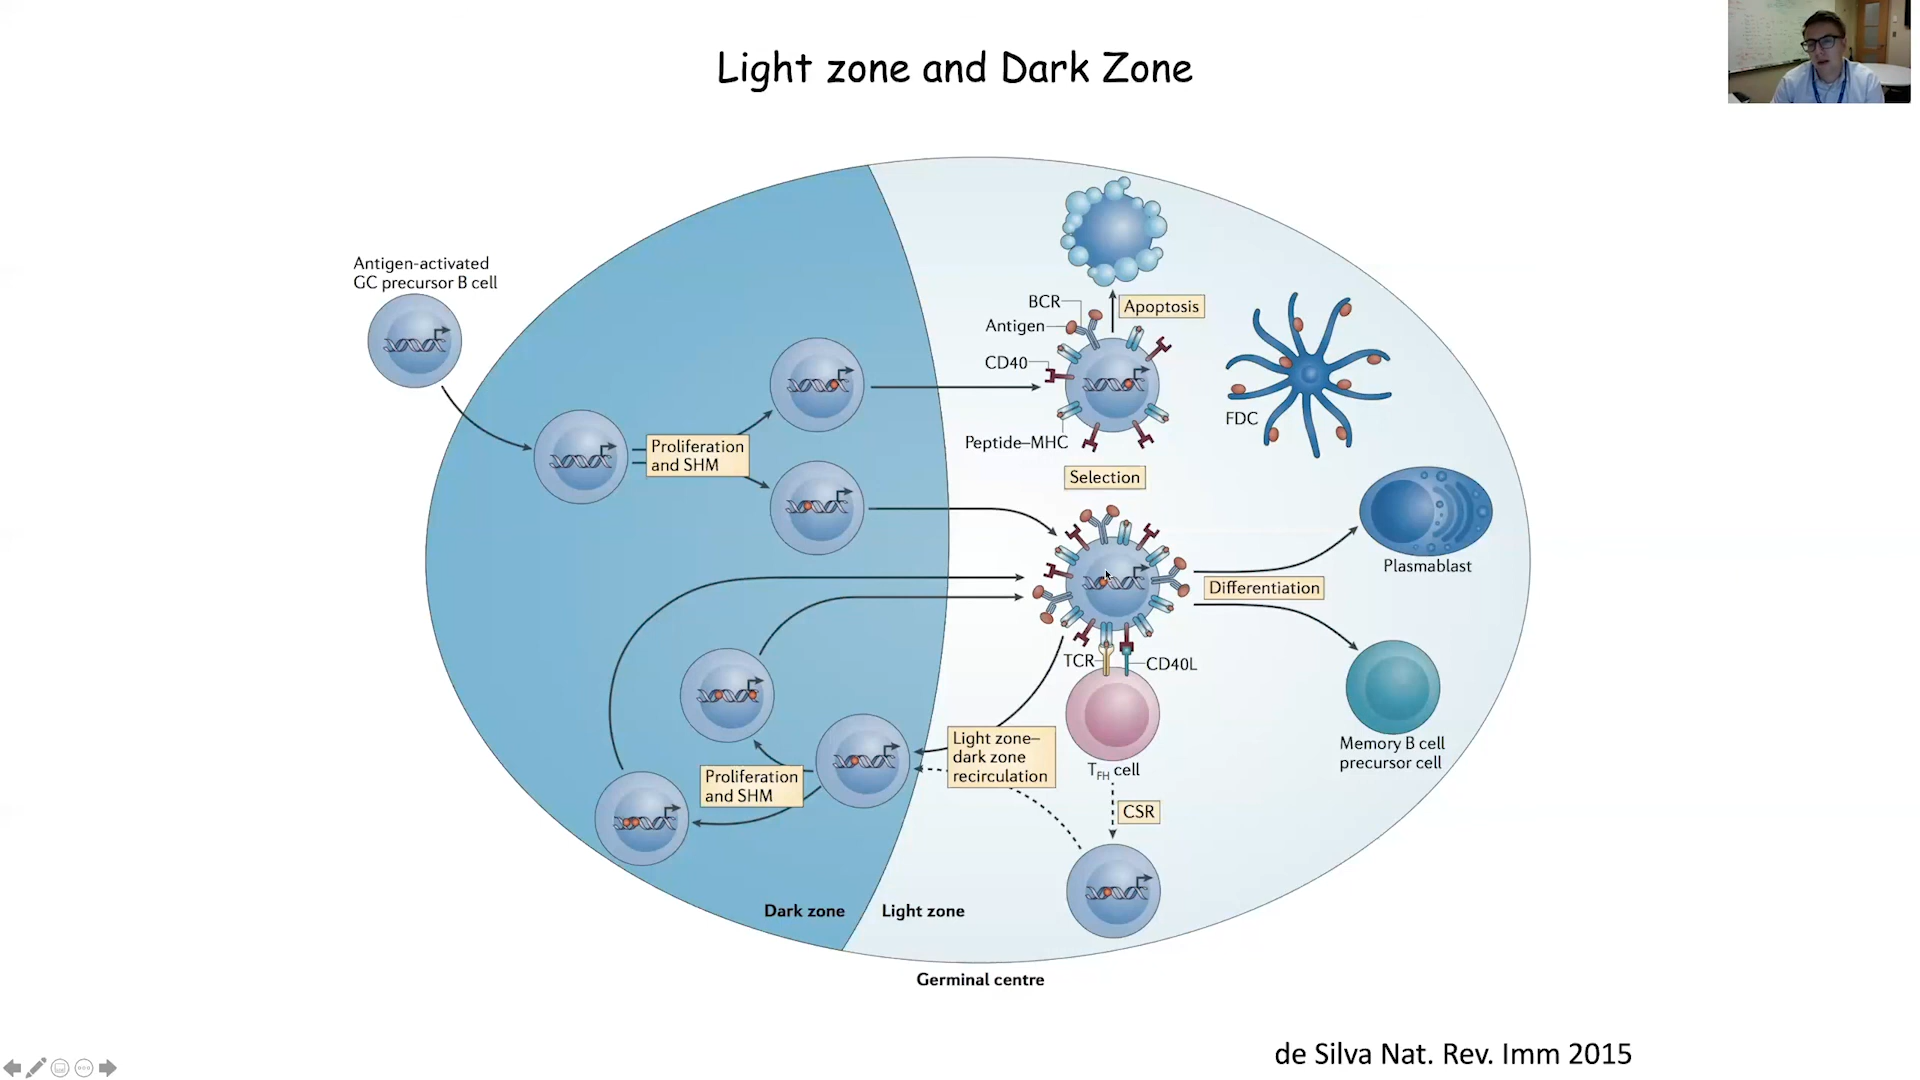 Light zone and Dark Zone
Antigen-activated
GC precursor B cell
Proliferation
and SHM
BCR
Antigen
CD40
Peptide–MHC
Apoptosis
FDC
Selection
Plasmablast
Differentiation
TCR
CD40L
Memory B cell
precursor cell
Light zone–
dark zone
recirculation
TFH cell
Proliferation
and SHM
CSR
Dark zone
Light zone
Germinal centre
de Silva Nat. Rev. Imm 2015